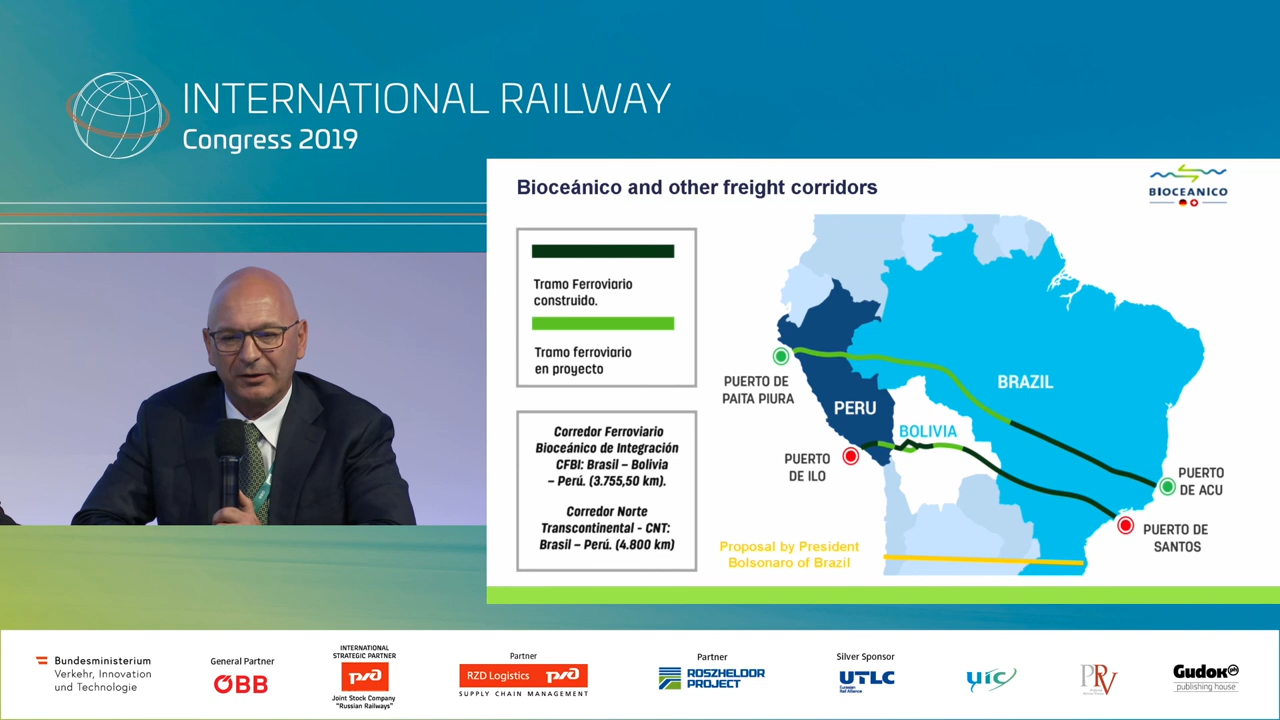 INTERNATIONAL RAILWAY
Congress 2019
Bioceánico and other freight corridors
BIOCEANICO
Tramo Ferroviario
construido.
Tramo ferroviario
en proyecto
Corredor Ferroviario
Bioceánico de Integración
CFBI: Brasil – Bolivia
– Perú. (3.755,50 km).
Corredor Norte
Transcontinental - CNT:
Brasil – Perú. (4.800 km)
PUERTO DE
PAITA PIURA
PERU
BRAZIL
BOLIVIA
PUERTO
DE ILO
PUERTO
DE ACU
PUERTO DE
SANTOS
Proposal by President
Bolsonaro of Brazil
Bundesministerium
Verkehr, Innovation
und Technologie
General Partner
ÖBB
INTERNATIONAL
STRATEGIC PARTNER
Joint Stock Company
"Russian Railways"
Partner
RZD Logistics
SUPPLY CHAIN MANAGEMENT
Partner
ROSZHELDOR
PROJECT
Silver Sponsor
UTLC
Eurasian
Rail Alliance
uic
PRV
Gudok
publishing house